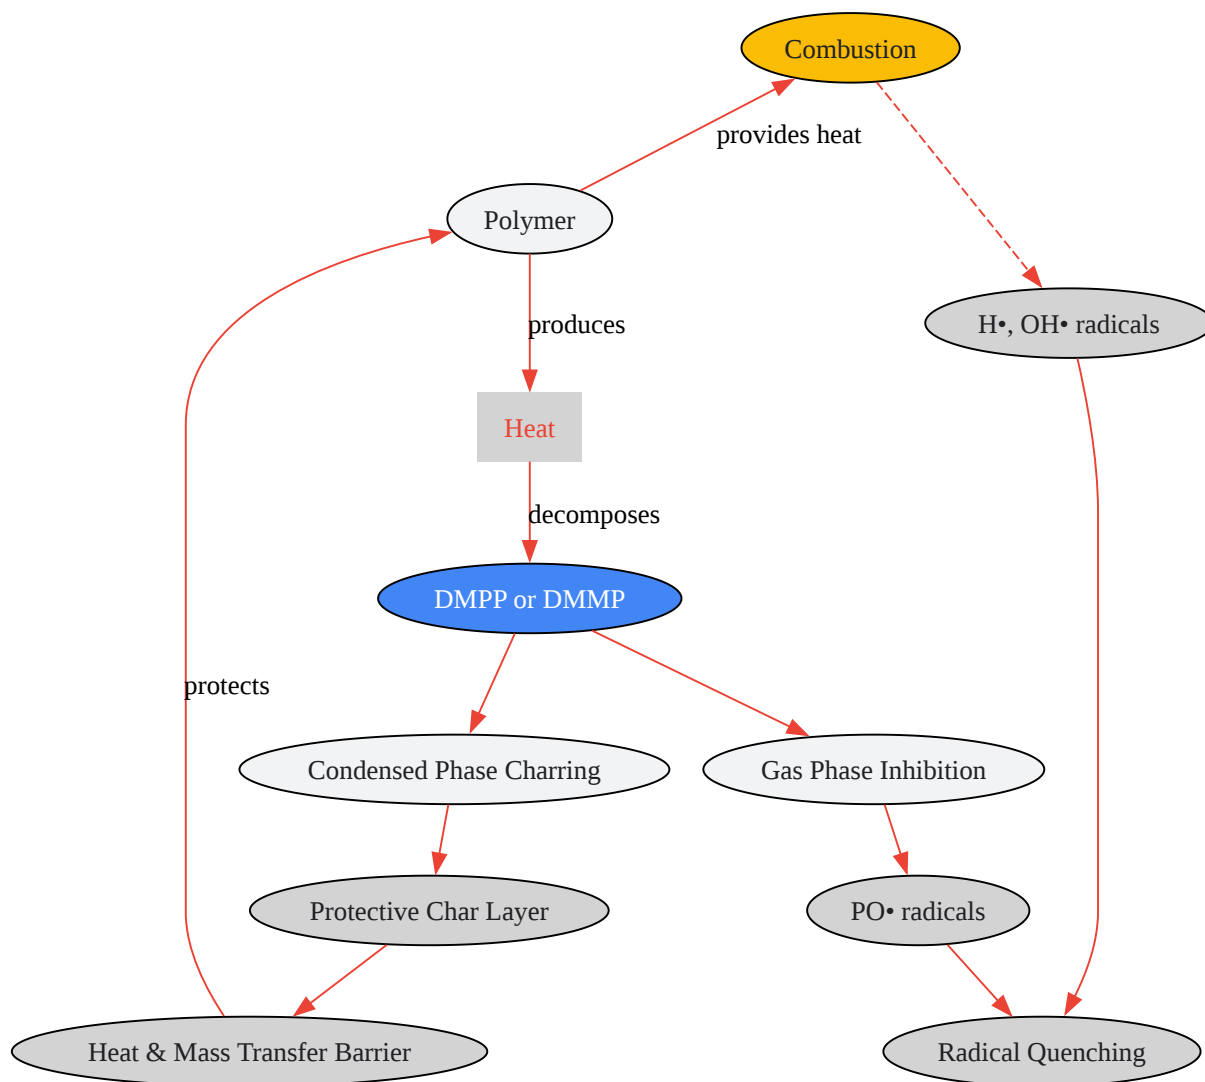 Combustion
provides heat
Polymer
H•, OH• radicals
produces
Heat
decomposes
DMPP or DMMP
protects
Condensed Phase Charring
Gas Phase Inhibition
Protective Char Layer
PO• radicals
Heat & Mass Transfer Barrier
Radical Quenching